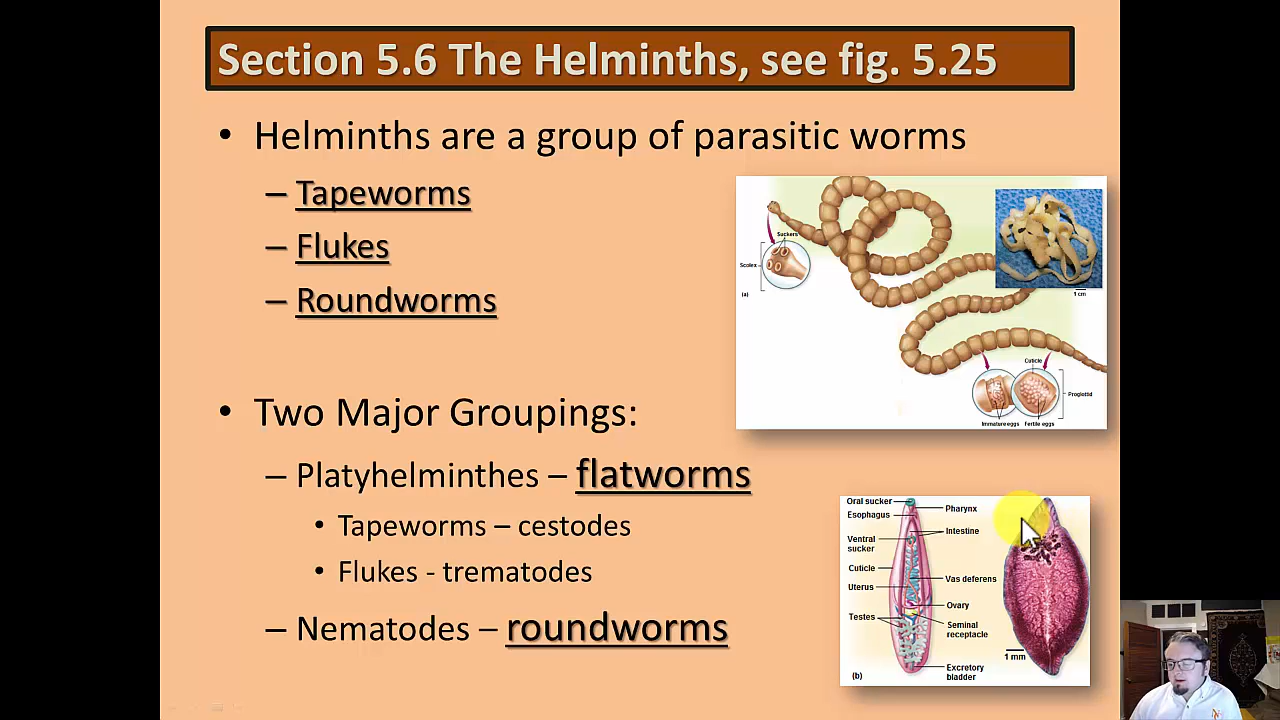 Section 5.6 The Helminths, see fig. 5.25
• Helminths are a group of parasitic worms
– Tapeworms
– Flukes
– Roundworms
• Two Major Groupings:
– Platyhelminthes – flatworms
• Tapeworms – cestodes
• Flukes - trematodes
– Nematodes – roundworms
Suckers
Scolex
(a)
1 cm
Cuticle
Proglottid
Immature eggs
Fertile eggs
Oral sucker
Esophagus
Ventral
sucker
Cuticle
Uterus
Testes
Pharynx
Intestine
Vas deferens
Ovary
Seminal
receptacle
Excretory
bladder
1 mm
(b)